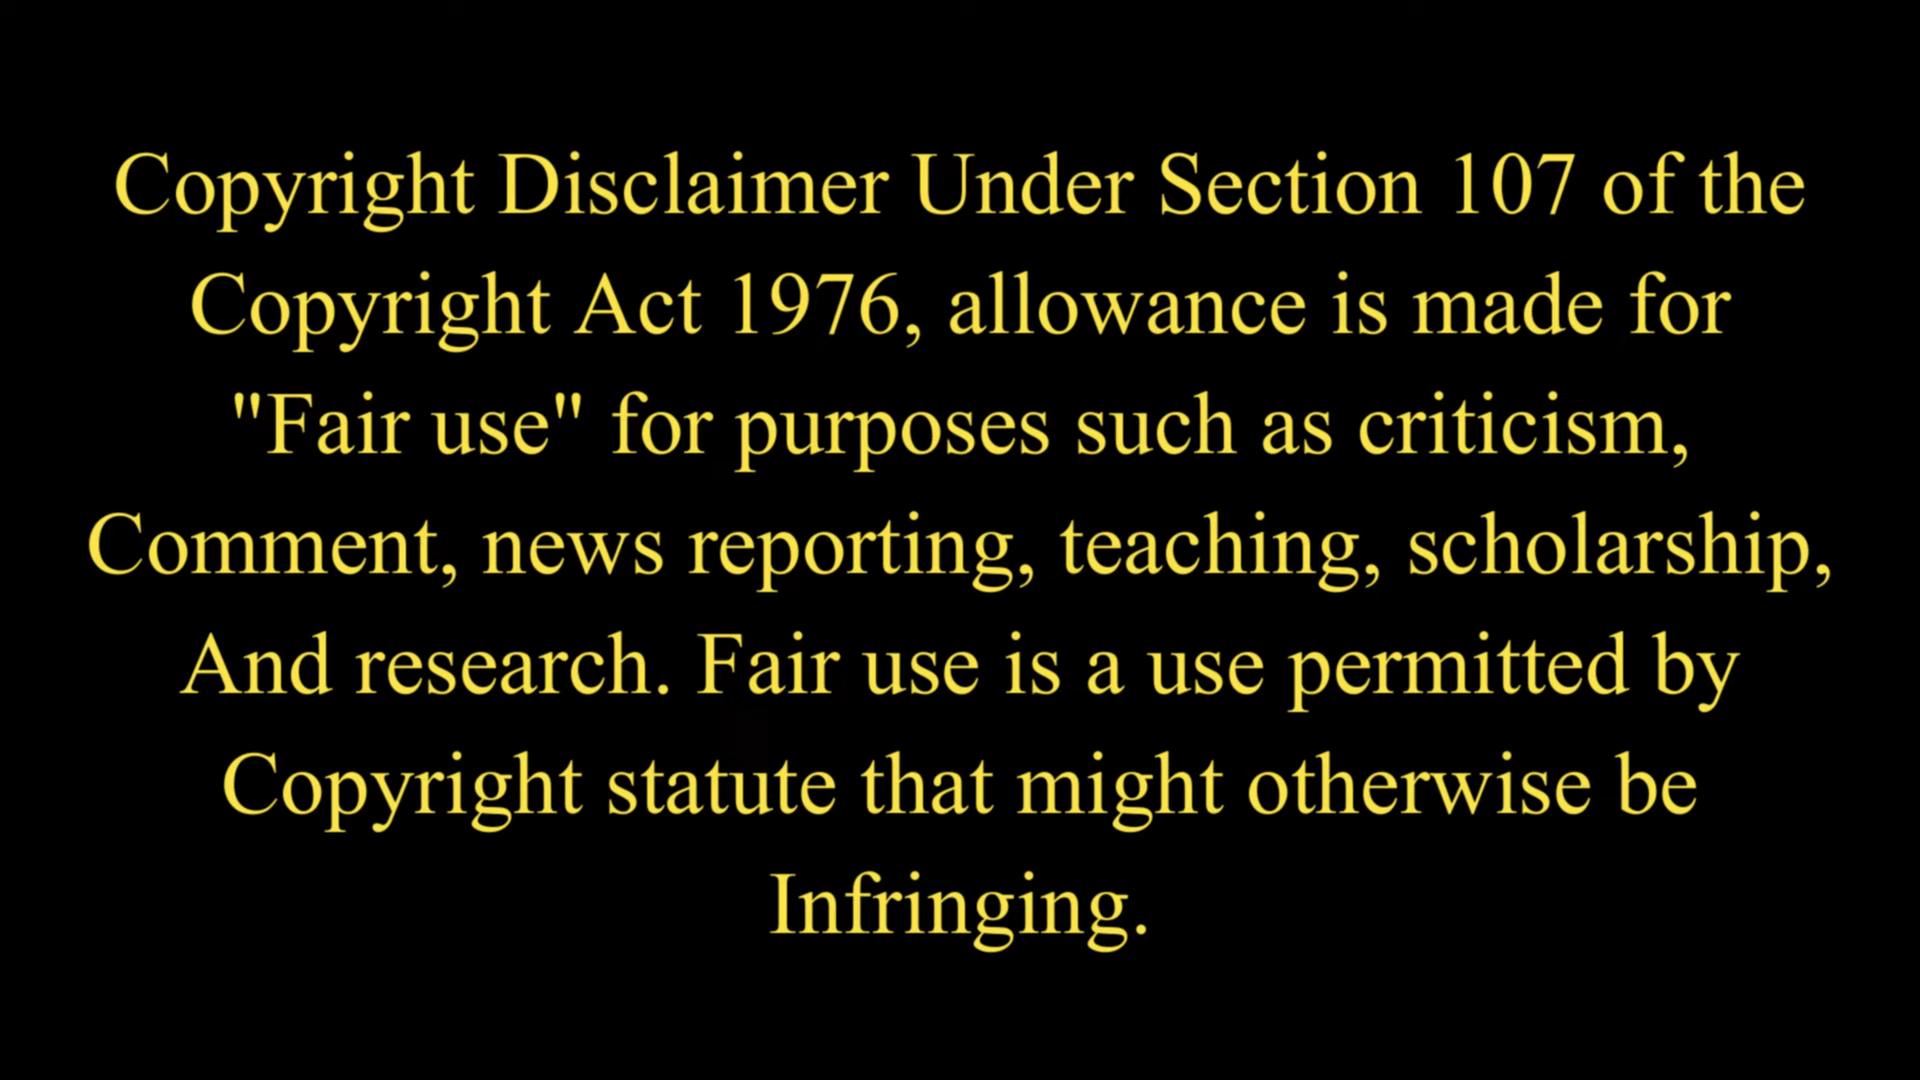 Copyright Disclaimer Under Section 107 of the
Copyright Act 1976, allowance is made for
"Fair use" for purposes such as criticism,
Comment, news reporting, teaching, scholarship,
And research. Fair use is a use permitted by
Copyright statute that might otherwise be
Infringing.